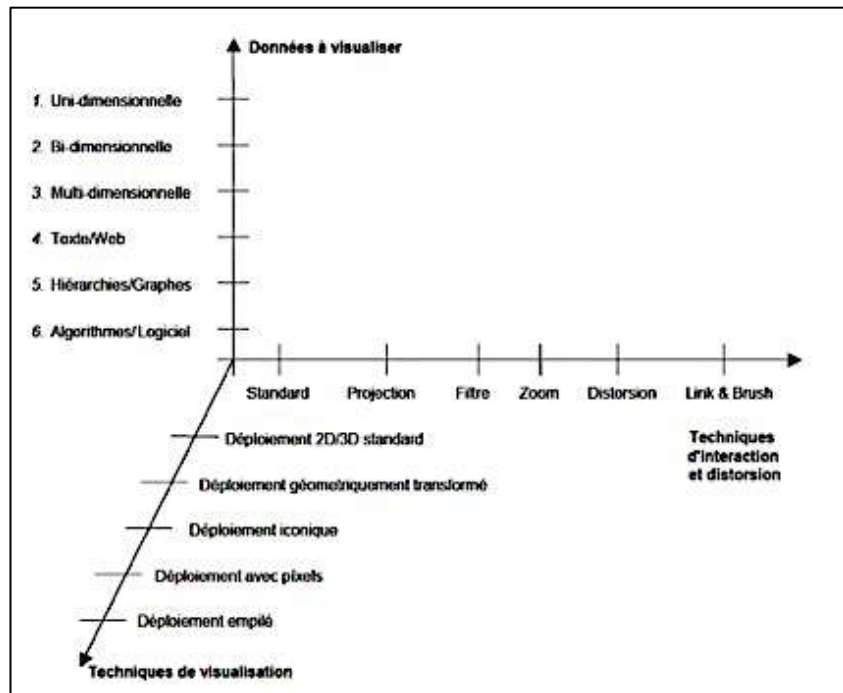 Données à visualiser
1. Uni-dimensionnelle
2. Bi-dimensionnelle
3. Multi-dimensionnelle
4. Texte/Web
5. Hiérarchies/Graphes
6. Algorithmes/Logiciel
Standard Projection Filtre Zoom Distorsion Link & Brush
Techniques
d'interaction
et distorsion
Déploiement 2D/3D standard
Déploiement géometriquement transformé
Déploiement iconique
Déploiement avec pixels
Déploiement empilé
Techniques de visualisation